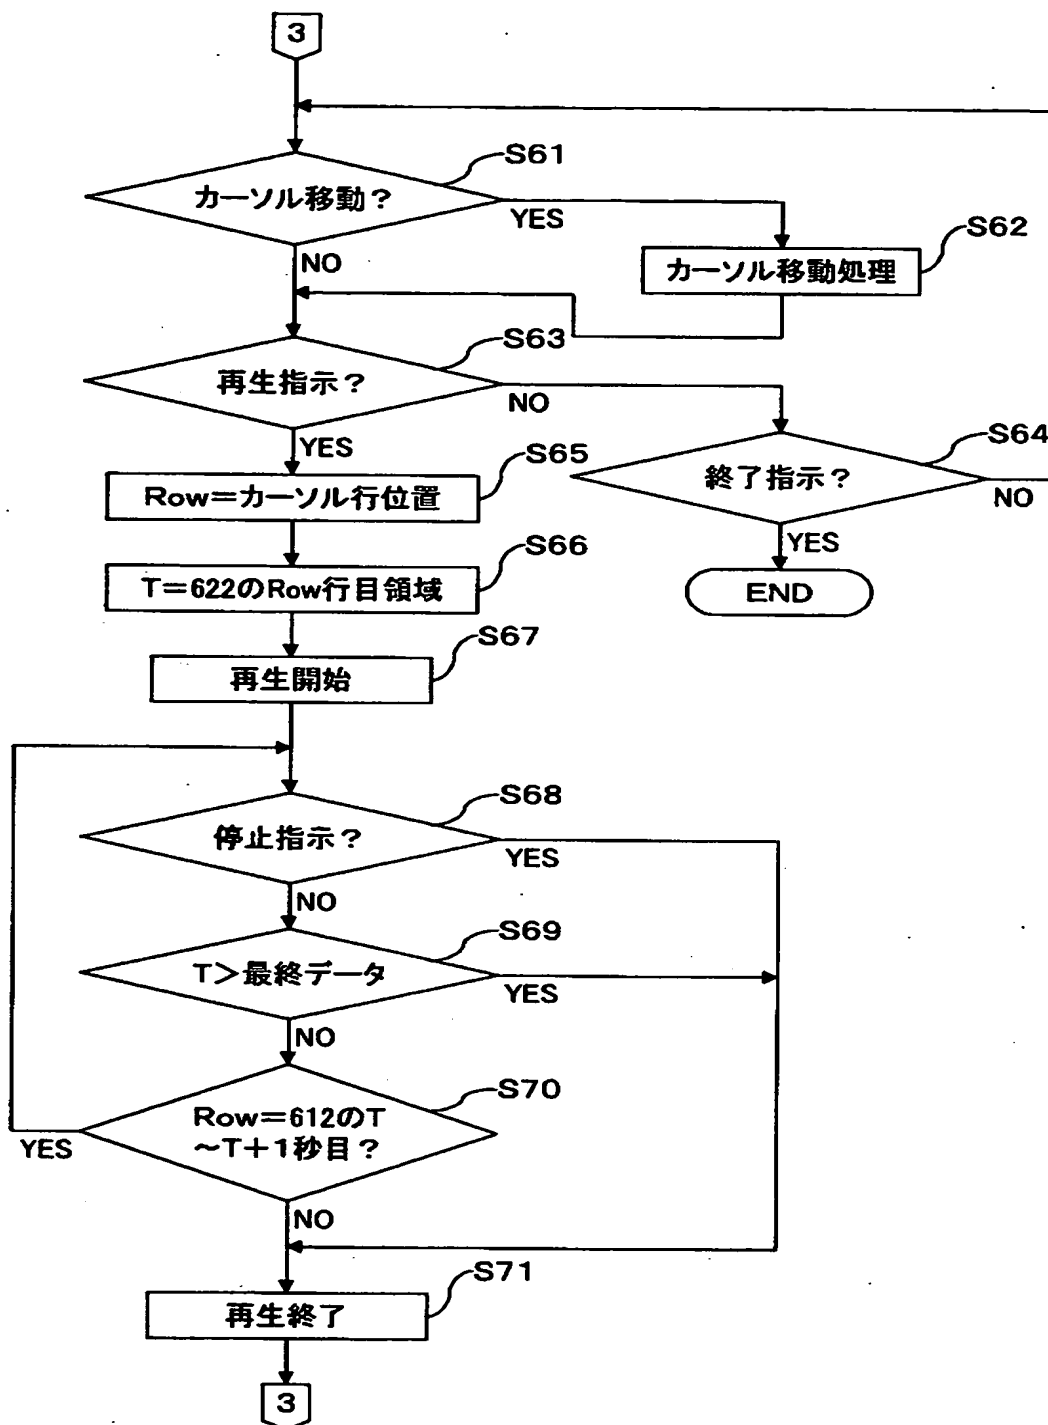 3
S61
カーソル移動?
YES
S62
NO
カーソル移動処理
S63
再生指示?
NO
YES
S64
S65
終了指示?
Row=カーソル行位置
NO
YES
S66
T=622のRow行目領域
END
S67
再生開始
S68
停止指示?
YES
NO
S69
T>最終データ
YES
NO
S70
Row=612のT
~T+1秒目?
YES
NO
S71
再生終了
3